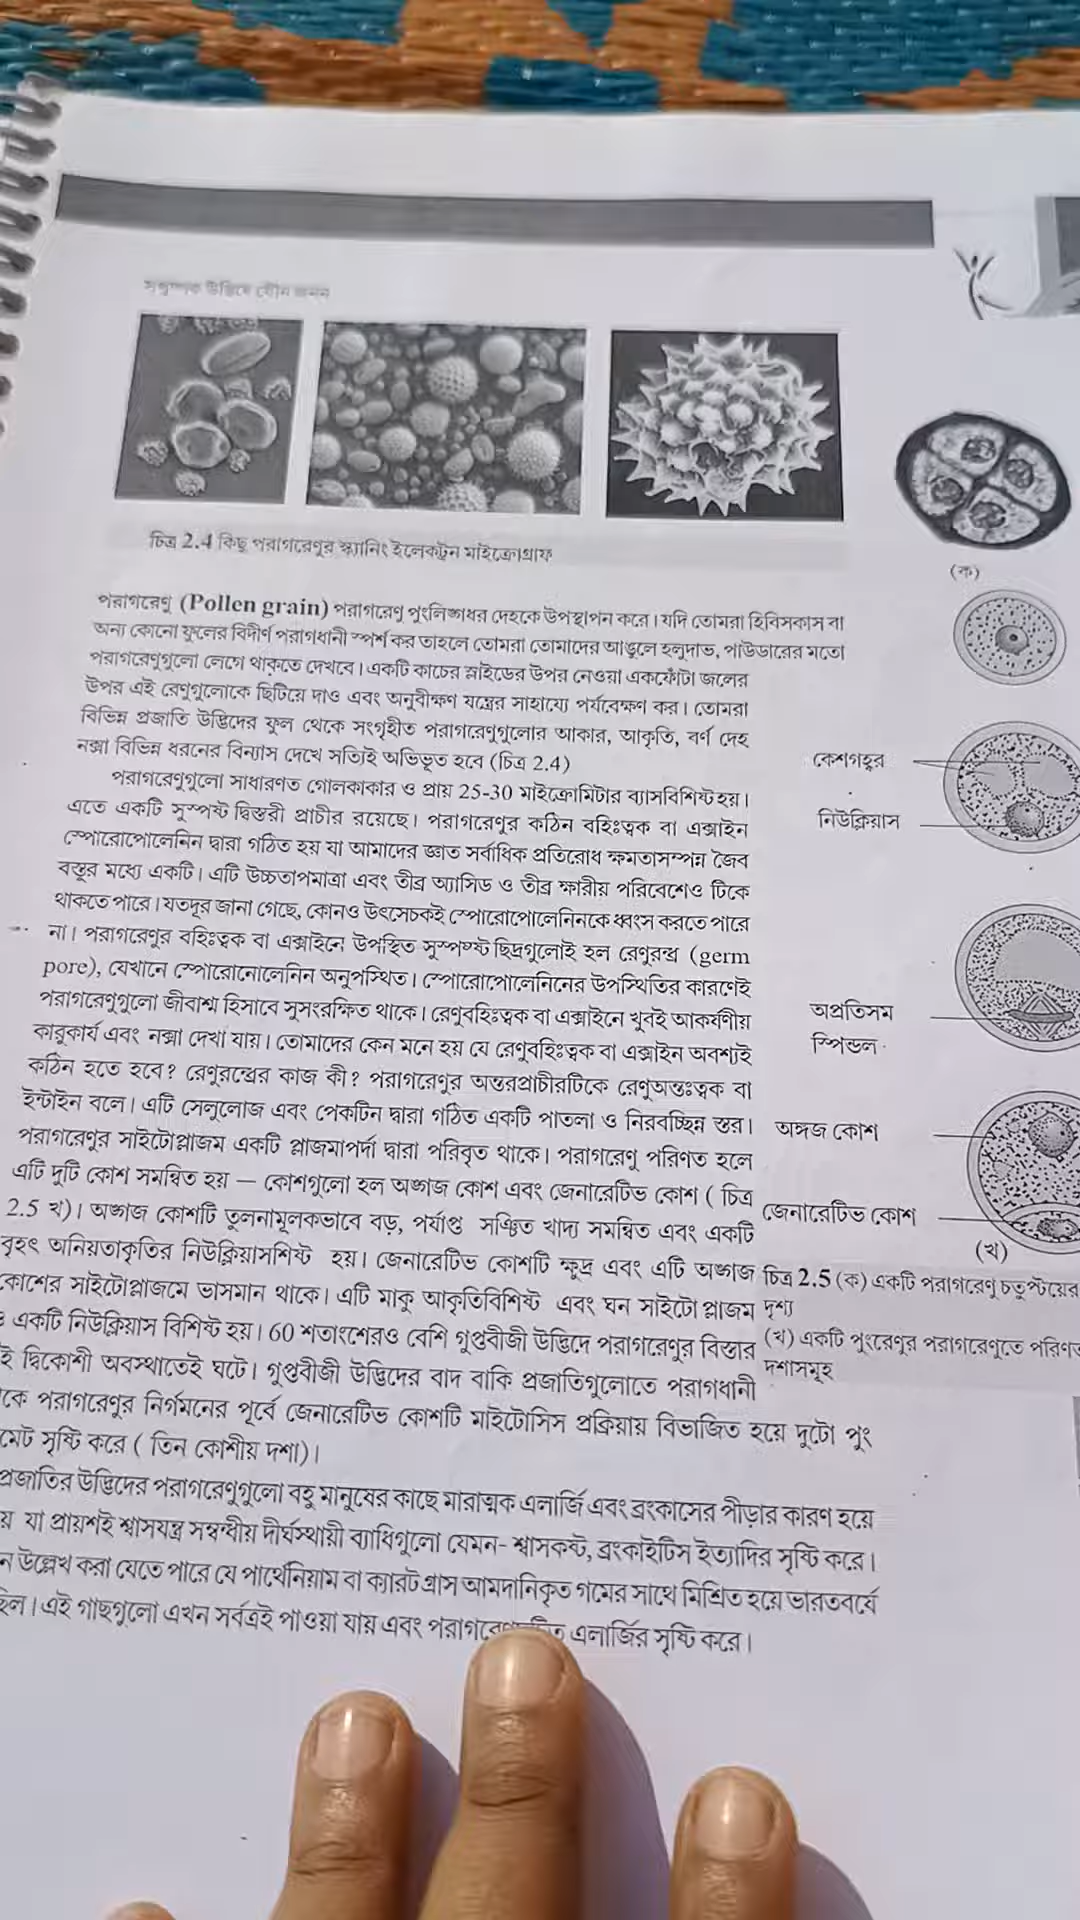 সপুষ্পক উদ্ভিদে যৌন জনন
চিত্র 2.4 কিছু পরাগরেণুর স্ক্যানিং ইলেকট্রন মাইক্রোগ্রাফ
পরাগরেণু (Pollen grain) পরাগরেণু পুংলিঙ্গধর দেহকে উপস্থাপন করে। যদি তোমরা হিবিসকাস বা
অন্য কোনো ফুলের বিদীর্ণ পরাগধানী স্পর্শ কর তাহলে তোমরা তোমাদের আঙুলে হলুদাভ, পাউডারের মতো
পরাগরেণুগুলো লেগে থাকতে দেখবে। একটি কাচের স্লাইডের উপর নেওয়া একফোঁটা জলের
উপর এই রেণুগুলোকে ছিটিয়ে দাও এবং অনুবীক্ষণ যন্ত্রের সাহায্যে পর্যবেক্ষণ কর। তোমরা
বিভিন্ন প্রজাতি উদ্ভিদের ফুল থেকে সংগৃহীত পরাগরেণুগুলোর আকার, আকৃতি, বর্ণ দেহ
নক্সা বিভিন্ন ধরনের বিন্যাস দেখে সত্যিই অভিভূত হবে (চিত্র 2.4)
পরাগরেণুগুলো সাধারণত গোলকাকার ও প্রায় 25-30 মাইক্রোমিটার ব্যাসবিশিষ্ট হয়।
এতে একটি সুস্পষ্ট দ্বিস্তরী প্রাচীর রয়েছে। পরাগরেণুর কঠিন বহিঃত্বক বা এক্সাইন
স্পোরোপোলেনিন দ্বারা গঠিত হয় যা আমাদের জ্ঞাত সর্বাধিক প্রতিরোধ ক্ষমতাসম্পন্ন জৈব
বস্তুর মধ্যে একটি। এটি উচ্চতাপমাত্রা এবং তীব্র অ্যাসিড ও তীব্র ক্ষারীয় পরিবেশেও টিকে
থাকতে পারে। যতদূর জানা গেছে, কোনও উৎসেচকই স্পোরোপোলেনিনকে ধ্বংস করতে পারে
না। পরাগরেণুর বহিঃত্বক বা এক্সাইনে উপস্থিত সুস্পষ্ট ছিদ্রগুলোই হল রেণুরন্ধ্র (germ
pore), যেখানে স্পোরোনোলেনিন অনুপস্থিত। স্পোরোপোলেনিনের উপস্থিতির কারণেই
পরাগরেণুগুলো জীবাশ্ম হিসাবে সুসংরক্ষিত থাকে। রেণুবহিঃত্বক বা এক্সাইনে খুবই আকর্ষণীয়
কারুকার্য এবং নক্সা দেখা যায়। তোমাদের কেন মনে হয় যে রেণুবহিঃত্বক বা এক্সাইন অবশ্যই
কঠিন হতে হবে? রেণুরন্ধ্রের কাজ কী? পরাগরেণুর অন্তরপ্রাচীরটিকে রেণুঅন্তঃত্বক বা
ইন্টাইন বলে। এটি সেলুলোজ এবং পেকটিন দ্বারা গঠিত একটি পাতলা ও নিরবচ্ছিন্ন স্তর।
পরাগরেণুর সাইটোপ্লাজম একটি প্লাজমাপর্দা দ্বারা পরিবৃত থাকে। পরাগরেণু পরিণত হলে
এটি দুটি কোশ সমন্বিত হয় — কোশগুলো হল অঙ্গজ কোশ এবং জেনারেটিভ কোশ ( চিত্র
2.5 খ)। অঙ্গজ কোশটি তুলনামূলকভাবে বড়, পর্যাপ্ত সঞ্চিত খাদ্য সমন্বিত এবং একটি
বৃহৎ অনিয়তাকৃতির নিউক্লিয়াসশিষ্ট হয়। জেনারেটিভ কোশটি ক্ষুদ্র এবং এটি অঙ্গজ
কোশের সাইটোপ্লাজমে ভাসমান থাকে। এটি মাকু আকৃতিবিশিষ্ট এবং ঘন সাইটো প্লাজম
একটি নিউক্লিয়াস বিশিষ্ট হয়। 60 শতাংশেরও বেশি গুপ্তবীজী উদ্ভিদে পরাগরেণুর বিস্তার
ই দ্বিকোশী অবস্থাতেই ঘটে। গুপ্তবীজী উদ্ভিদের বাদ বাকি প্রজাতিগুলোতে পরাগধানী
কে পরাগরেণুর নির্গমনের পূর্বে জেনারেটিভ কোশটি মাইটোসিস প্রক্রিয়ায় বিভাজিত হয়ে দুটো পুং
মেট সৃষ্টি করে ( তিন কোশীয় দশা)।
প্রজাতির উদ্ভিদের পরাগরেণুগুলো বহু মানুষের কাছে মারাত্মক এলার্জি এবং ব্রংকাসের পীড়ার কারণ হয়ে
য় যা প্রায়শই শ্বাসযন্ত্র সম্বন্ধীয় দীর্ঘস্থায়ী ব্যাধিগুলো যেমন- শ্বাসকষ্ট, ব্রংকাইটিস ইত্যাদির সৃষ্টি করে।
ন উল্লেখ করা যেতে পারে যে পার্থেনিয়াম বা ক্যারট গ্রাস আমদানিকৃত গমের সাথে মিশ্রিত হয়ে ভারতবর্ষে
ছিল। এই গাছগুলো এখন সর্বত্রই পাওয়া যায় এবং এলার্জির সৃষ্টি করে।
(ক)
কেশগহ্বর
নিউক্লিয়াস
অপ্রতিসম
স্পিন্ডল
অঙ্গজ কোশ
জেনারেটিভ কোশ
(খ)
চিত্র 2.5 (ক) একটি পরাগরেণু চতুষ্টয়ের
দৃশ্য
(খ) একটি পুংরেণুর পরাগরেণুতে পরিণত
দশাসমূহ